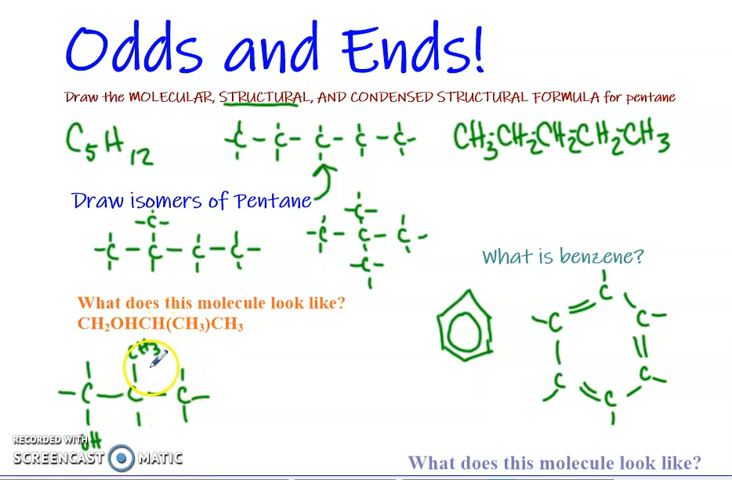 Odds and Ends!
Draw the MOLECULAR, STRUCTURAL, AND CONDENSED STRUCTURAL FORMULA for pentane
C₅H₁₂
-C-C-C-C-C-
CH₃CH₂CH₂CH₂CH₃
Draw isomers of Pentane
-C-
-C-C-C-C-
-C-
-C-C-C-
-C-
What is benzene?
What does this molecule look like?
CH₂OHCH(CH₃)CH₃
CH₃
-C-C-C-
OH
C
C C
C C
C
RECORDED WITH
SCREENCAST MATIC
What does this molecule look like?